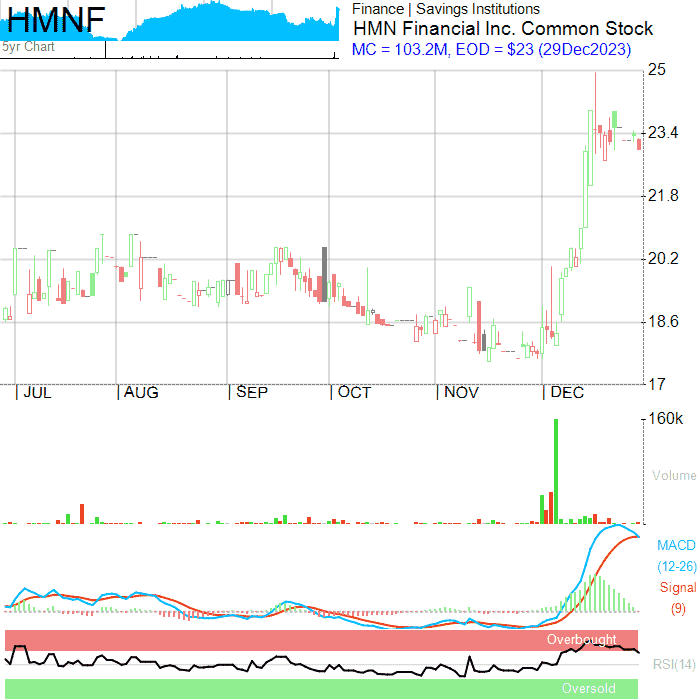 HMNF
5yr Chart
Finance | Savings Institutions
HMN Financial Inc. Common Stock
MC = 103.2M, EOD = $23 (29Dec2023)
25
23.4
21.8
20.2
18.6
17
JUL AUG SEP OCT NOV DEC
160k
Volume
MACD
(12-26)
Signal
(9)
Overbought
RSI(14)
Oversold